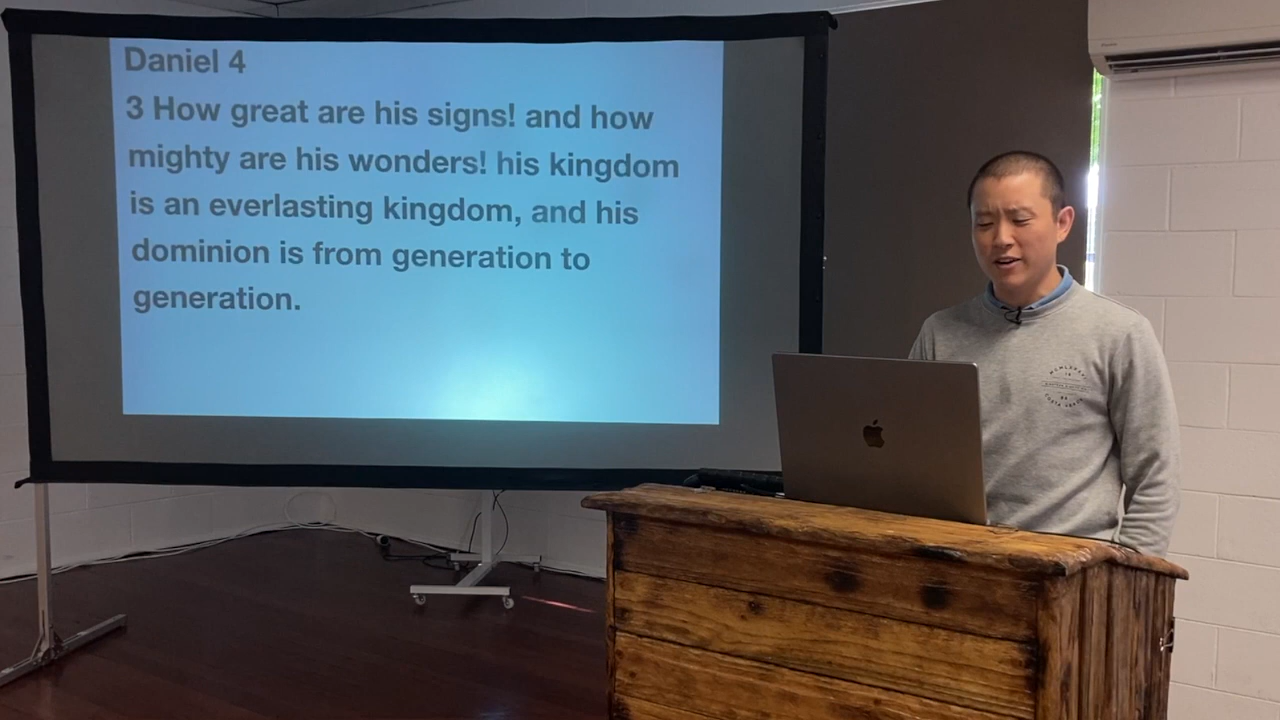 Daniel 4
3 How great are his signs! and how
mighty are his wonders! his kingdom
is an everlasting kingdom, and his
dominion is from generation to
generation.